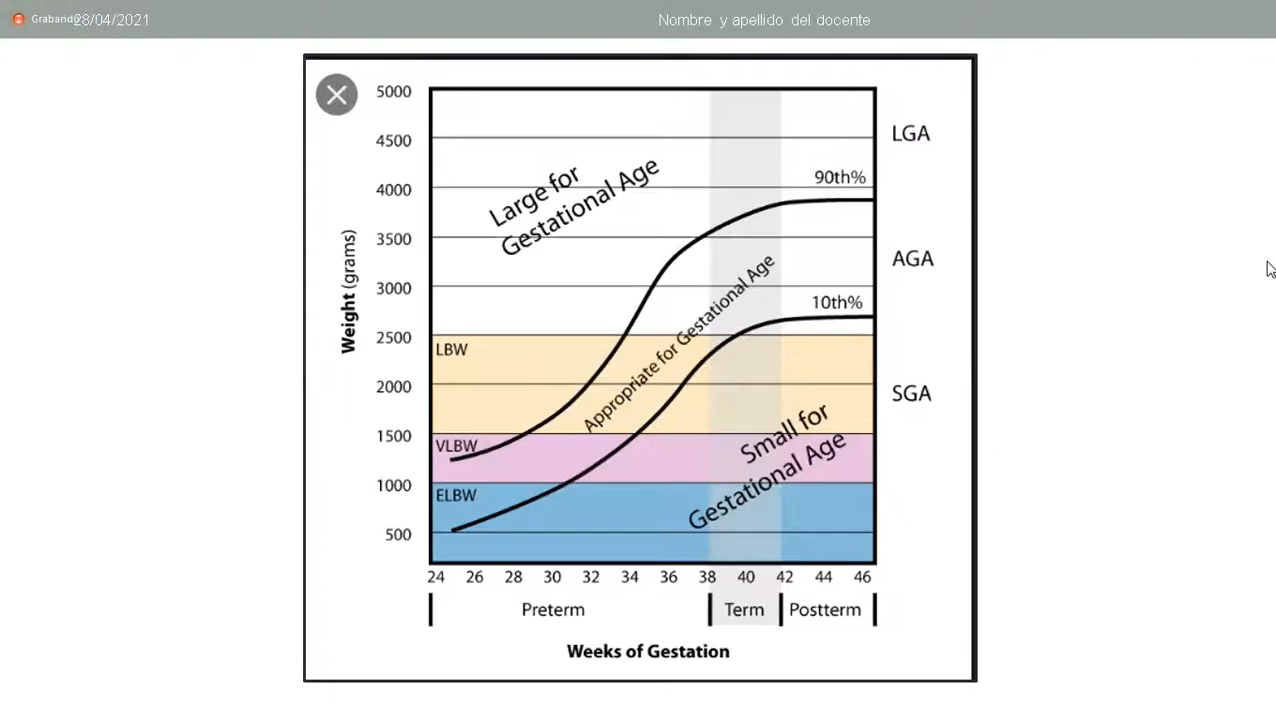 Grabando
28/04/2021
Nombre y apellido del docente
5000
4500
4000
3500
3000
2500
2000
1500
1000
500
Weight (grams)
Large for
Gestational Age
Appropriate for Gestational Age
Small for
Gestational Age
90th%
10th%
LBW
VLBW
ELBW
LGA
AGA
SGA
24 26 28 30 32 34 36 38 40 42 44 46
Preterm Term Postterm
Weeks of Gestation